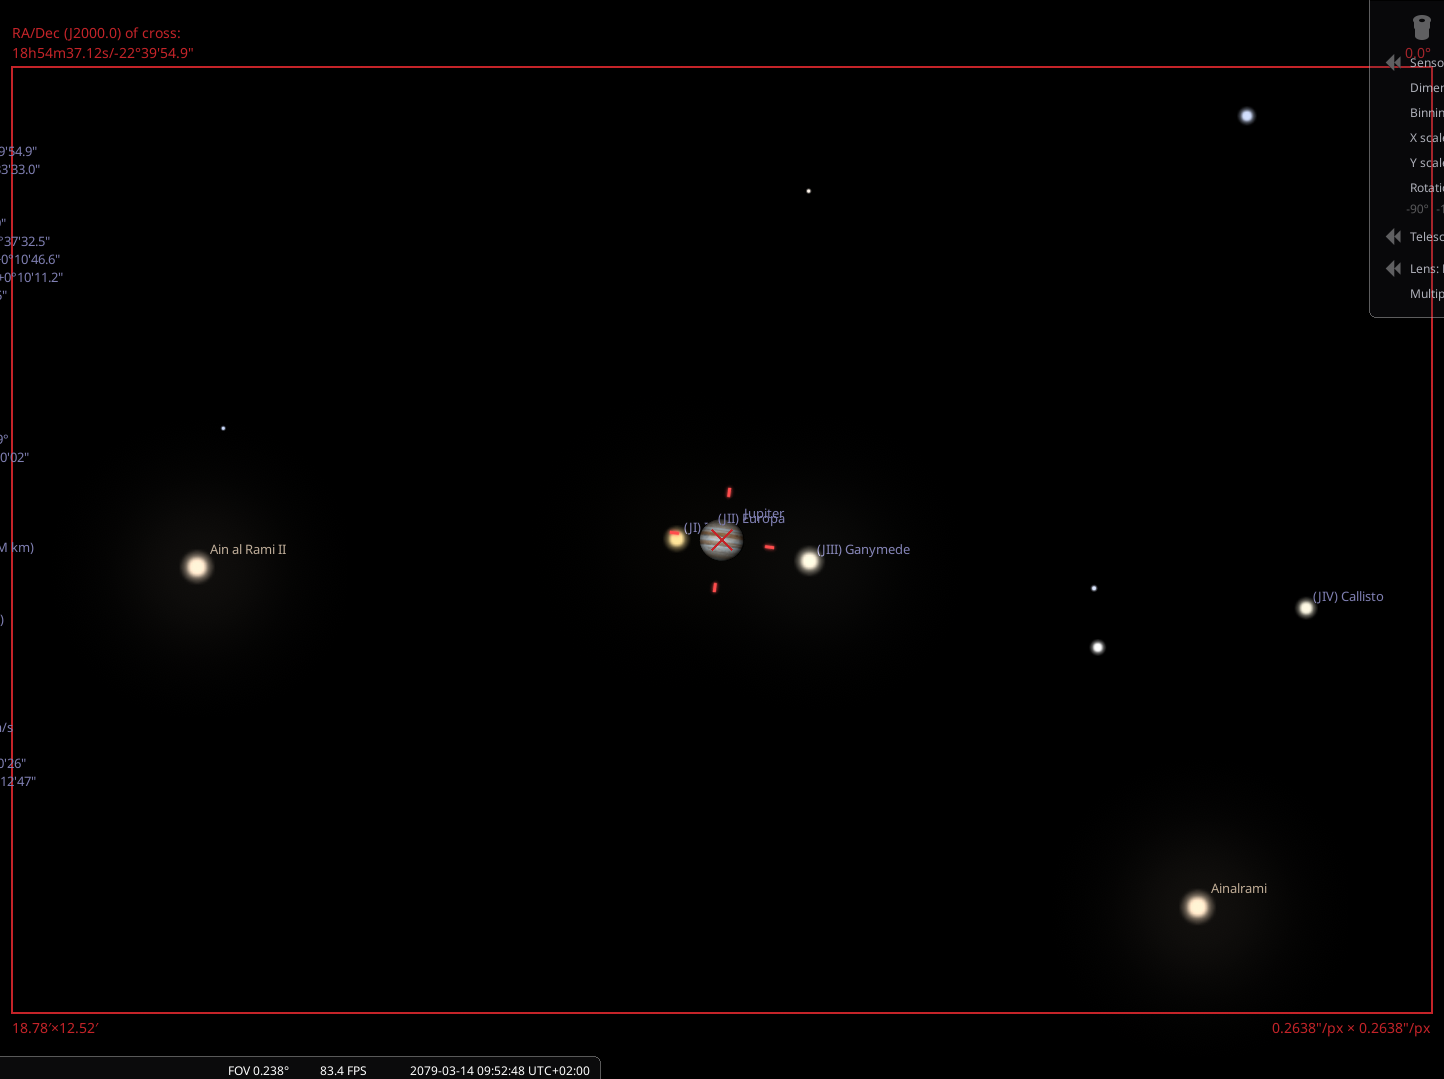 RA/Dec (J2000.0) of cross:
18h54m37.12s/-22°39'54.9"
0.0°
Senso
Dimen
Binnin
X scal
Y scal
Rotati
-90° -1
Telesc
Lens:
Multip
9'54.9"
3'33.0"
°37'32.5"
0°10'46.6"
+0°10'11.2"
9°
0'02"
M km)
)
/s
0'26"
12'47"
Jupiter
(JII) Europa
(JI)
(JIII) Ganymede
Ain al Rami II
(JIV) Callisto
Ainalrami
18.78′×12.52′
0.2638"/px × 0.2638"/px
FOV 0.238° 83.4 FPS 2079-03-14 09:52:48 UTC+02:00